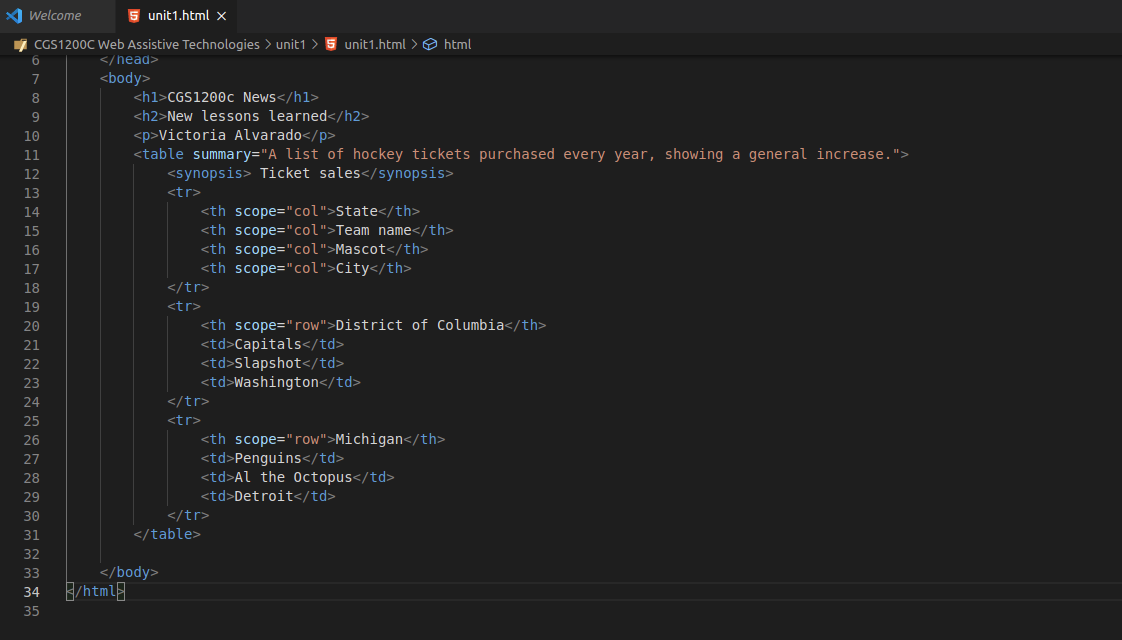 Welcome
unit1.html
CGS1200C Web Assistive Technologies > unit1 > unit1.html > html
6 </head>
7 <body>
8 <h1>CGS1200c News</h1>
9 <h2>New lessons learned</h2>
10 <p>Victoria Alvarado</p>
11 <table summary="A list of hockey tickets purchased every year, showing a general increase.">
12 <synopsis> Ticket sales</synopsis>
13 <tr>
14 <th scope="col">State</th>
15 <th scope="col">Team name</th>
16 <th scope="col">Mascot</th>
17 <th scope="col">City</th>
18 </tr>
19 <tr>
20 <th scope="row">District of Columbia</th>
21 <td>Capitals</td>
22 <td>Slapshot</td>
23 <td>Washington</td>
24 </tr>
25 <tr>
26 <th scope="row">Michigan</th>
27 <td>Penguins</td>
28 <td>Al the Octopus</td>
29 <td>Detroit</td>
30 </tr>
31 </table>
32
33 </body>
34 </html>
35